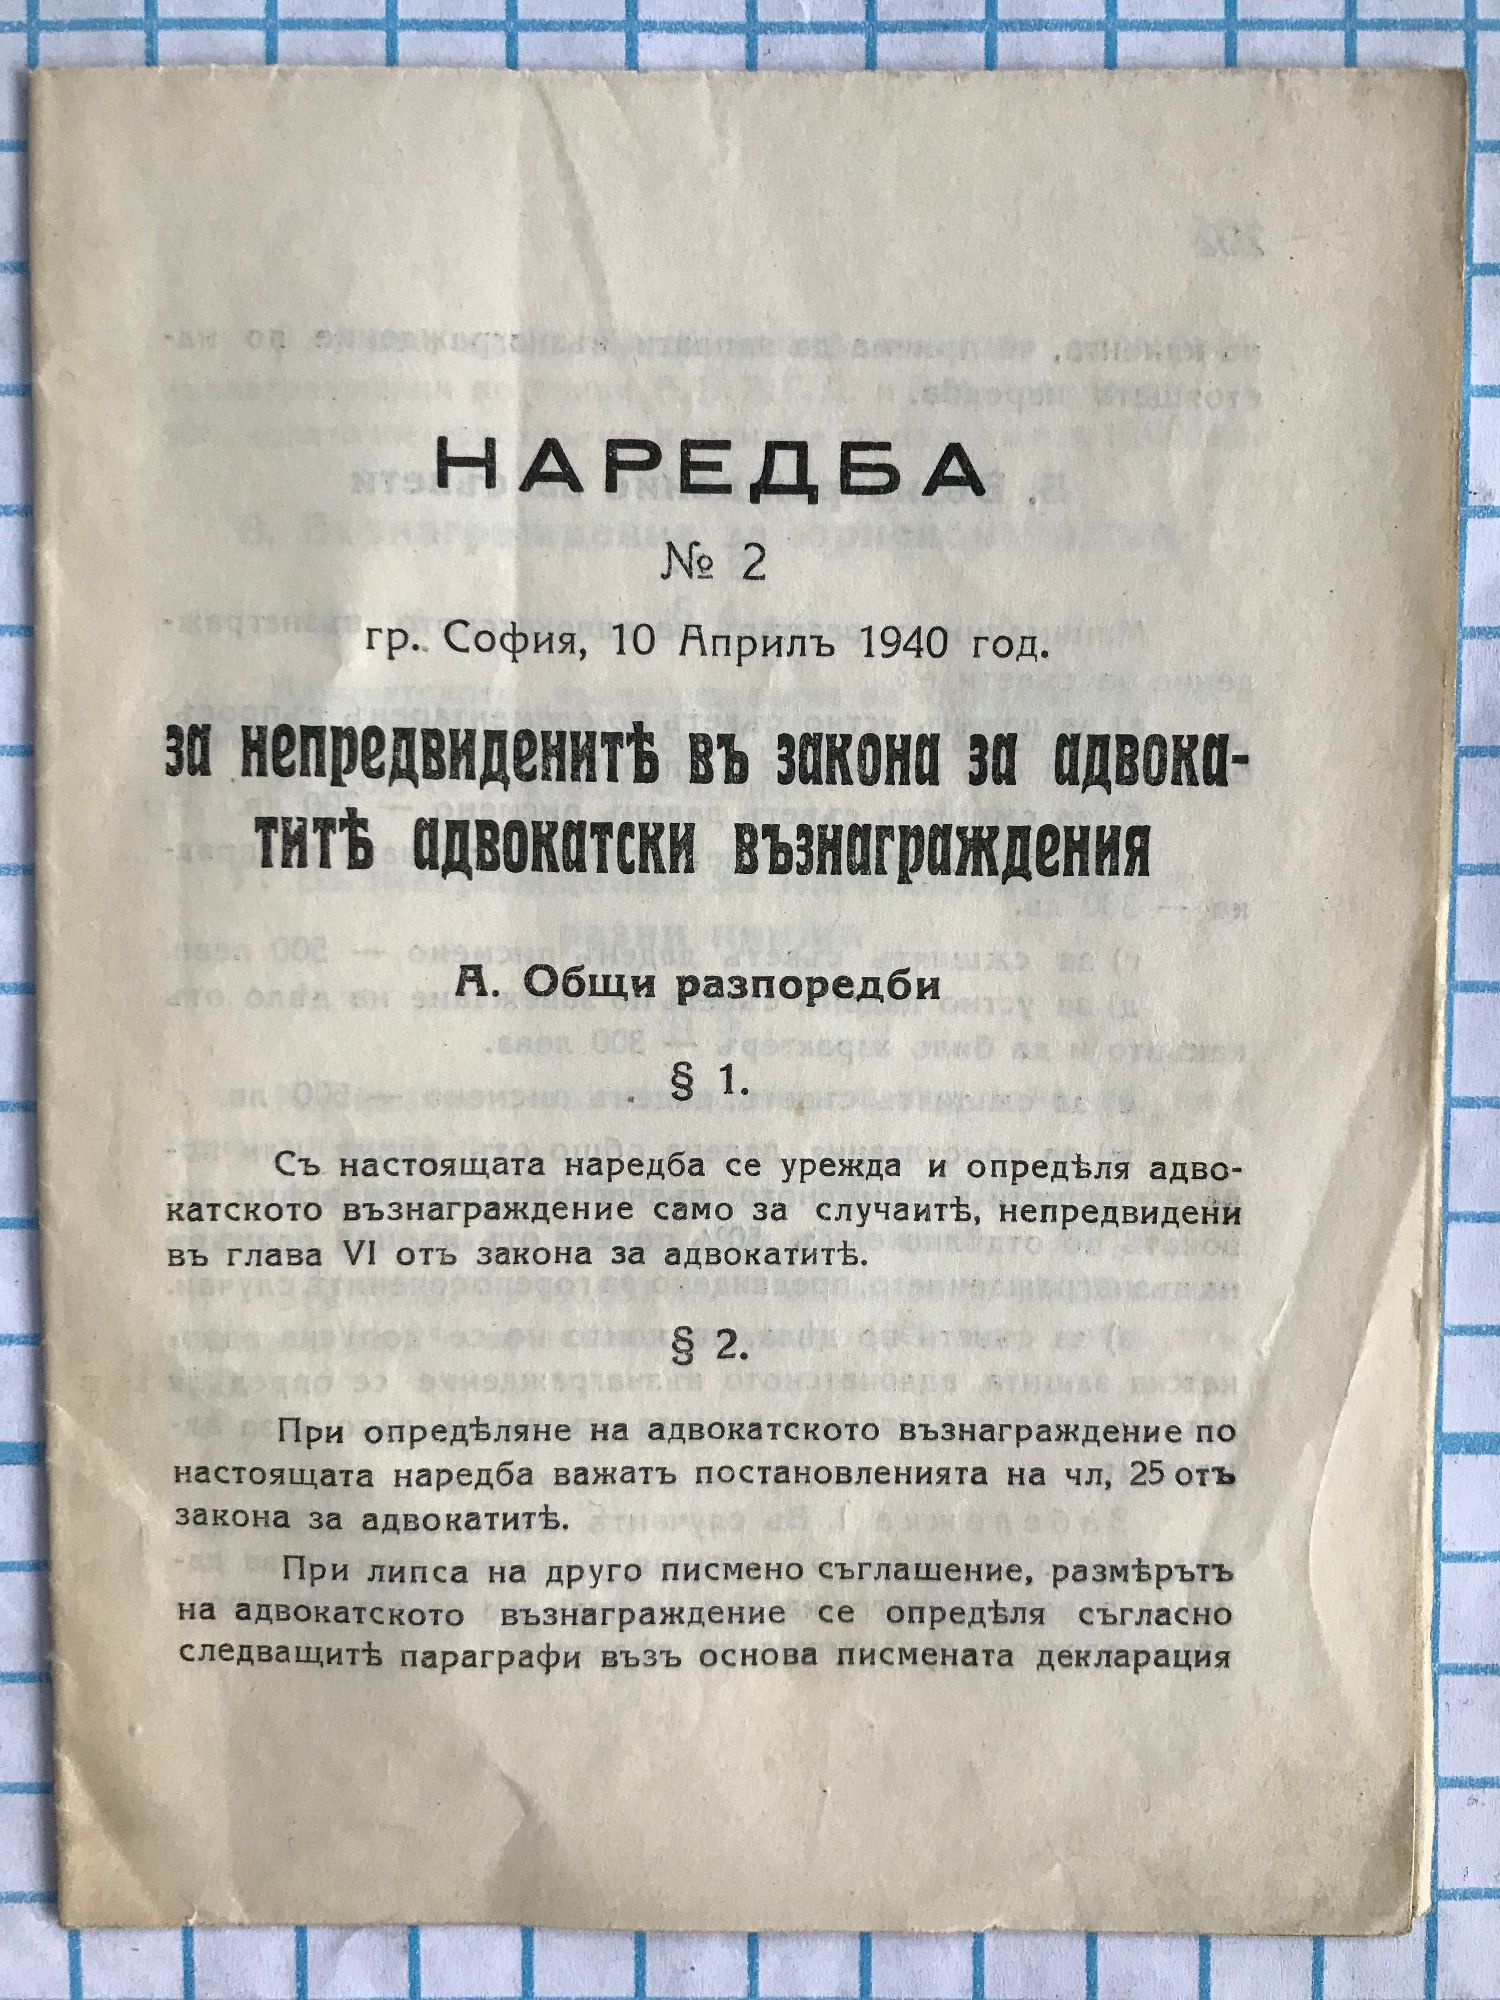 НАРЕДБА
№ 2
гр. София, 10 Априлъ 1940 год.
за непредвиденитѣ въ закона за адвока-
титѣ адвокатски възнаграждения
А. Общи разпоредби
§ 1.
Съ настоящата наредба се урежда и опредѣля адво-
катското възнаграждение само за случаитѣ, непредвидени
въ глава VI отъ закона за адвокатитѣ.
§ 2.
При опредѣляне на адвокатското възнаграждение по
настоящата наредба важатъ постановленията на чл, 25 отъ
закона за адвокатитѣ.
При липса на друго писмено съглашение, размѣрътъ
на адвокатското възнаграждение се опредѣля съгласно
следващитѣ параграфи възъ основа писмената декларация